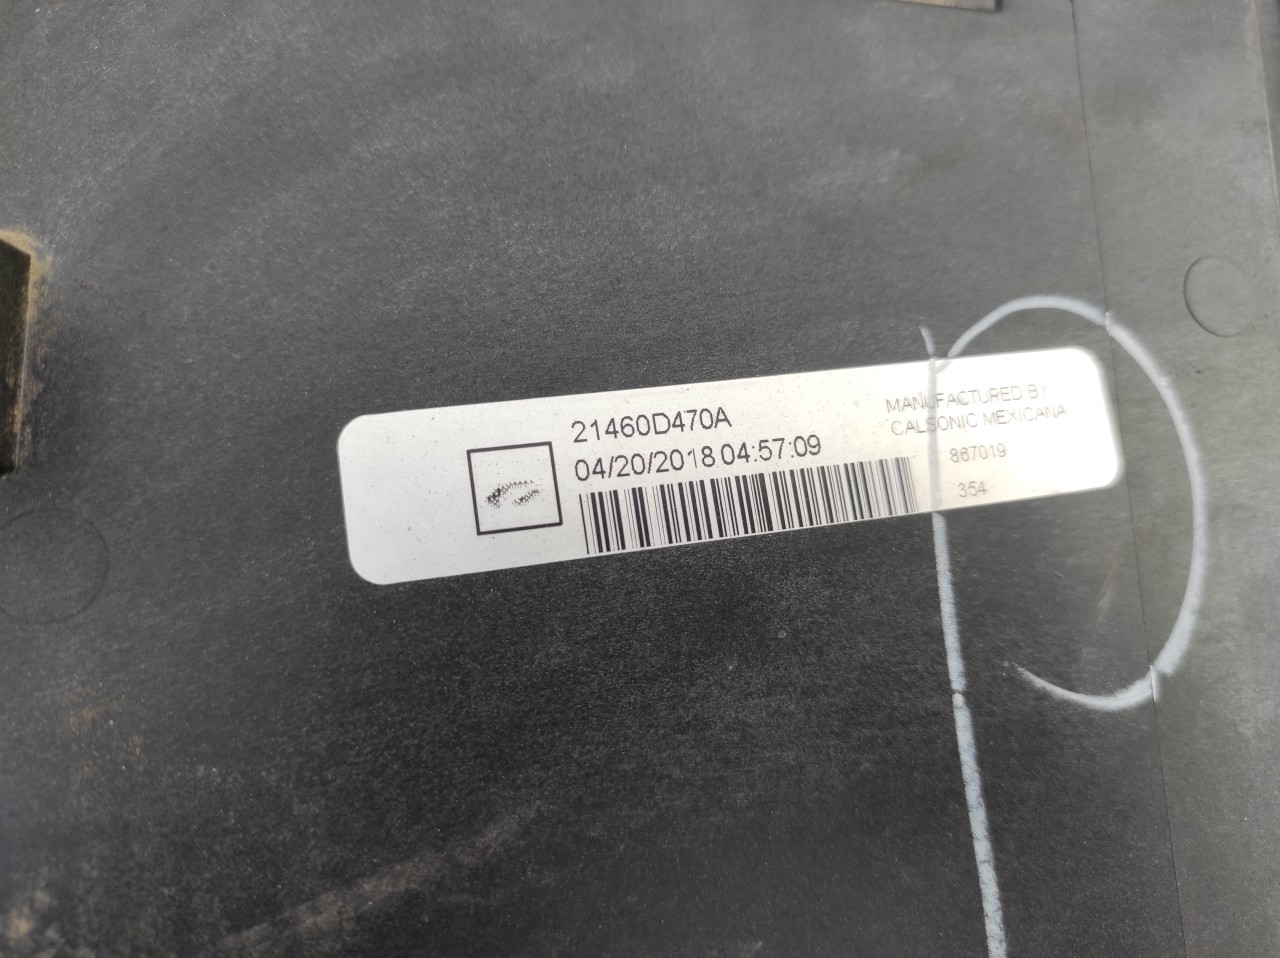 21460D470A
04/20/2018 04:57:09
MANUFACTURED BY
CALSONIC MEXICANA
867019
354